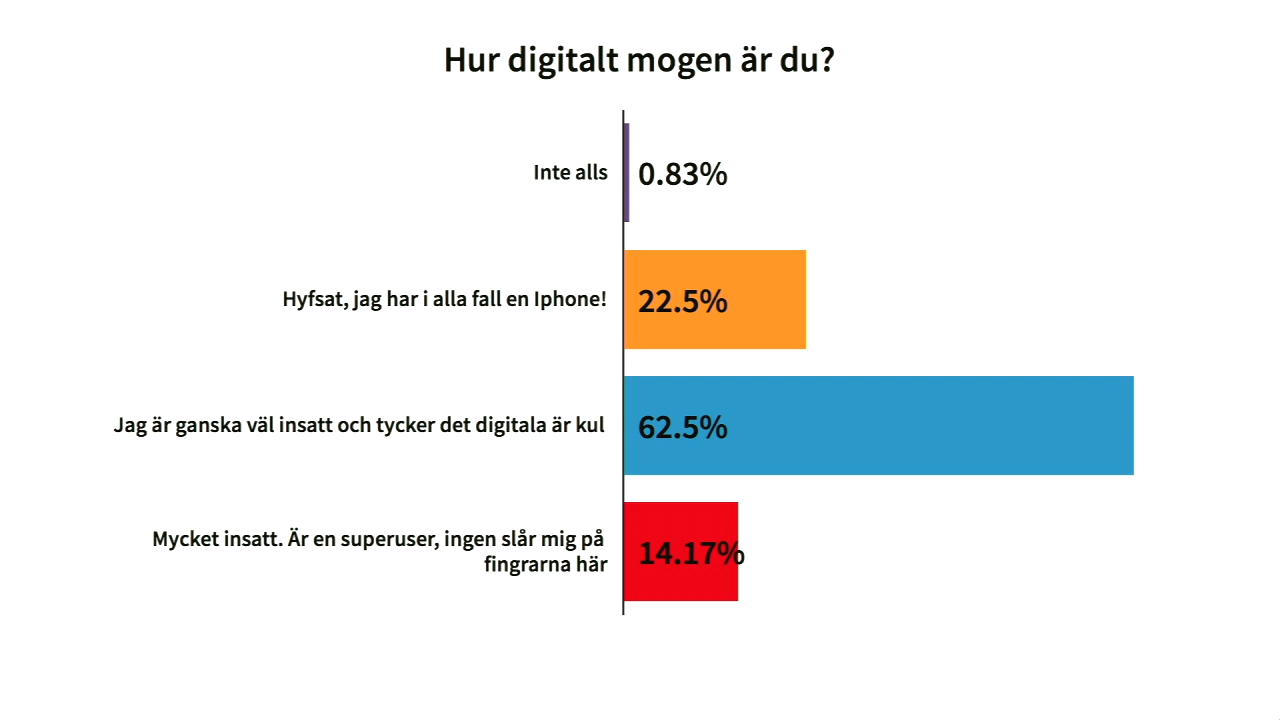 Hur digitalt mogen är du?
Inte alls
0.83%
Hyfsat, jag har i alla fall en Iphone!
22.5%
Jag är ganska väl insatt och tycker det digitala är kul
62.5%
Mycket insatt. Är en superuser, ingen slår mig på
fingrarna här
14.17%